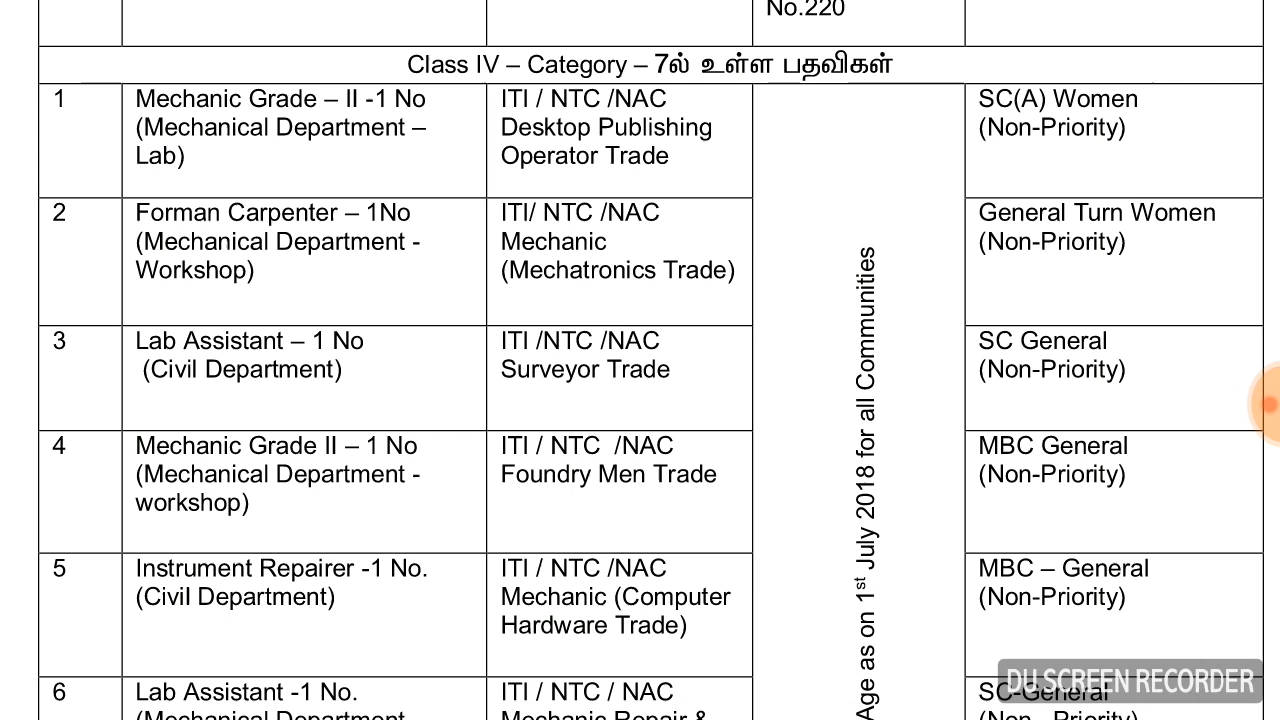 No.220
Class IV – Category – 7ல் உள்ள பதவிகள்
1
Mechanic Grade – II -1 No
(Mechanical Department –
Lab)
ITI / NTC /NAC
Desktop Publishing
Operator Trade
SC(A) Women
(Non-Priority)
2
Forman Carpenter – 1No
(Mechanical Department -
Workshop)
ITI/ NTC /NAC
Mechanic
(Mechatronics Trade)
General Turn Women
(Non-Priority)
3
Lab Assistant – 1 No
(Civil Department)
ITI /NTC /NAC
Surveyor Trade
SC General
(Non-Priority)
4
Mechanic Grade II – 1 No
(Mechanical Department -
workshop)
ITI / NTC /NAC
Foundry Men Trade
MBC General
(Non-Priority)
5
Instrument Repairer -1 No.
(Civil Department)
ITI / NTC /NAC
Mechanic (Computer
Hardware Trade)
MBC – General
(Non-Priority)
6
Lab Assistant -1 No.
(Mechanical Department
ITI / NTC / NAC
Mechanic Repair &
SC-General
(Non - Priority)
Age as on 1st July 2018 for all Communities
DU SCREEN RECORDER